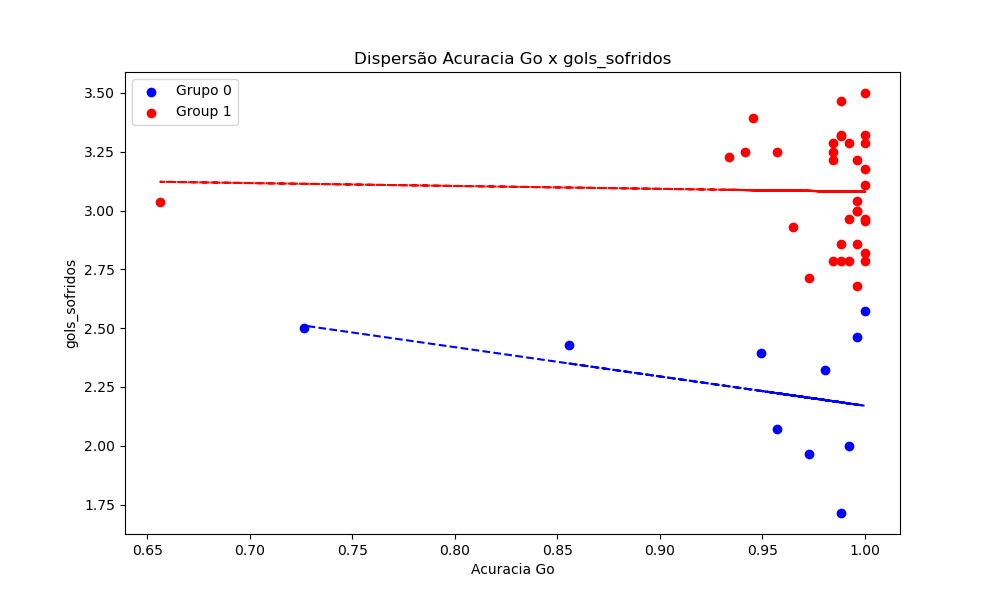 Dispersão Acuracia Go x gols_sofridos
Grupo 0
Group 1
gols_sofridos
3.50
3.25
3.00
2.75
2.50
2.25
2.00
1.75
0.65 0.70 0.75 0.80 0.85 0.90 0.95 1.00
Acuracia Go